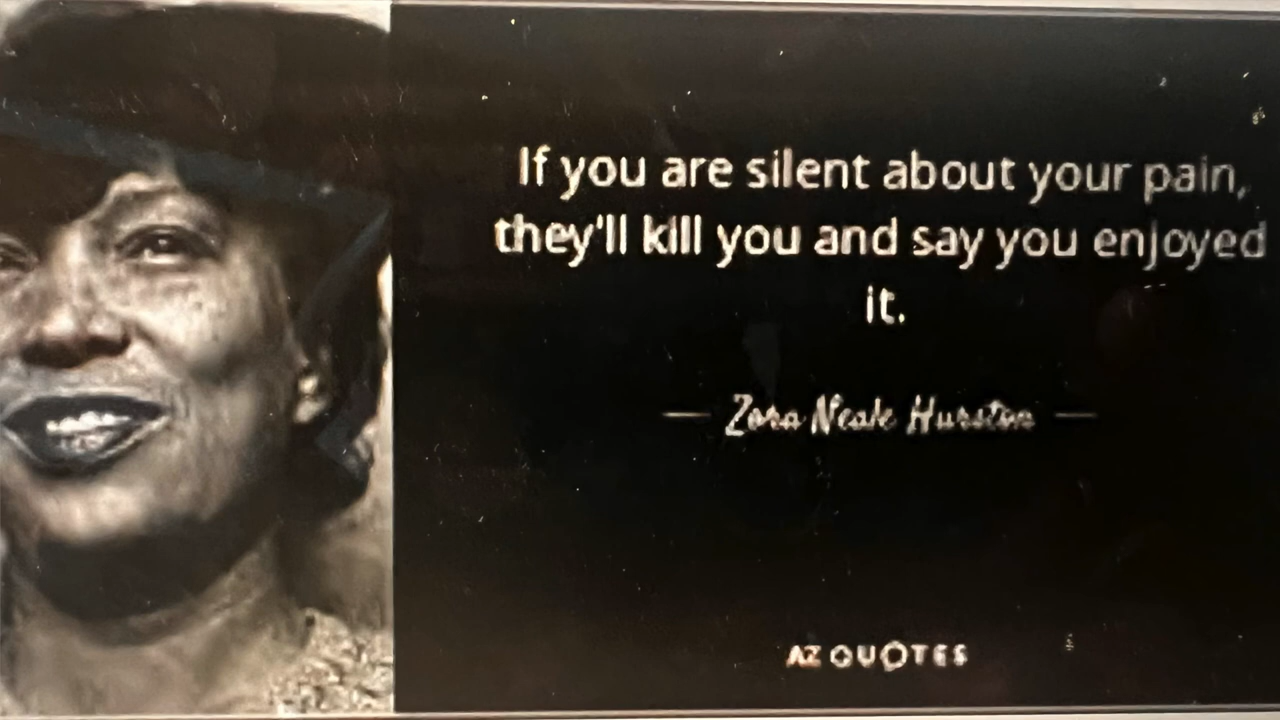 If you are silent about your pain,
they'll kill you and say you enjoyed
it.
— Zora Neale Hurston —
AZ QUOTES